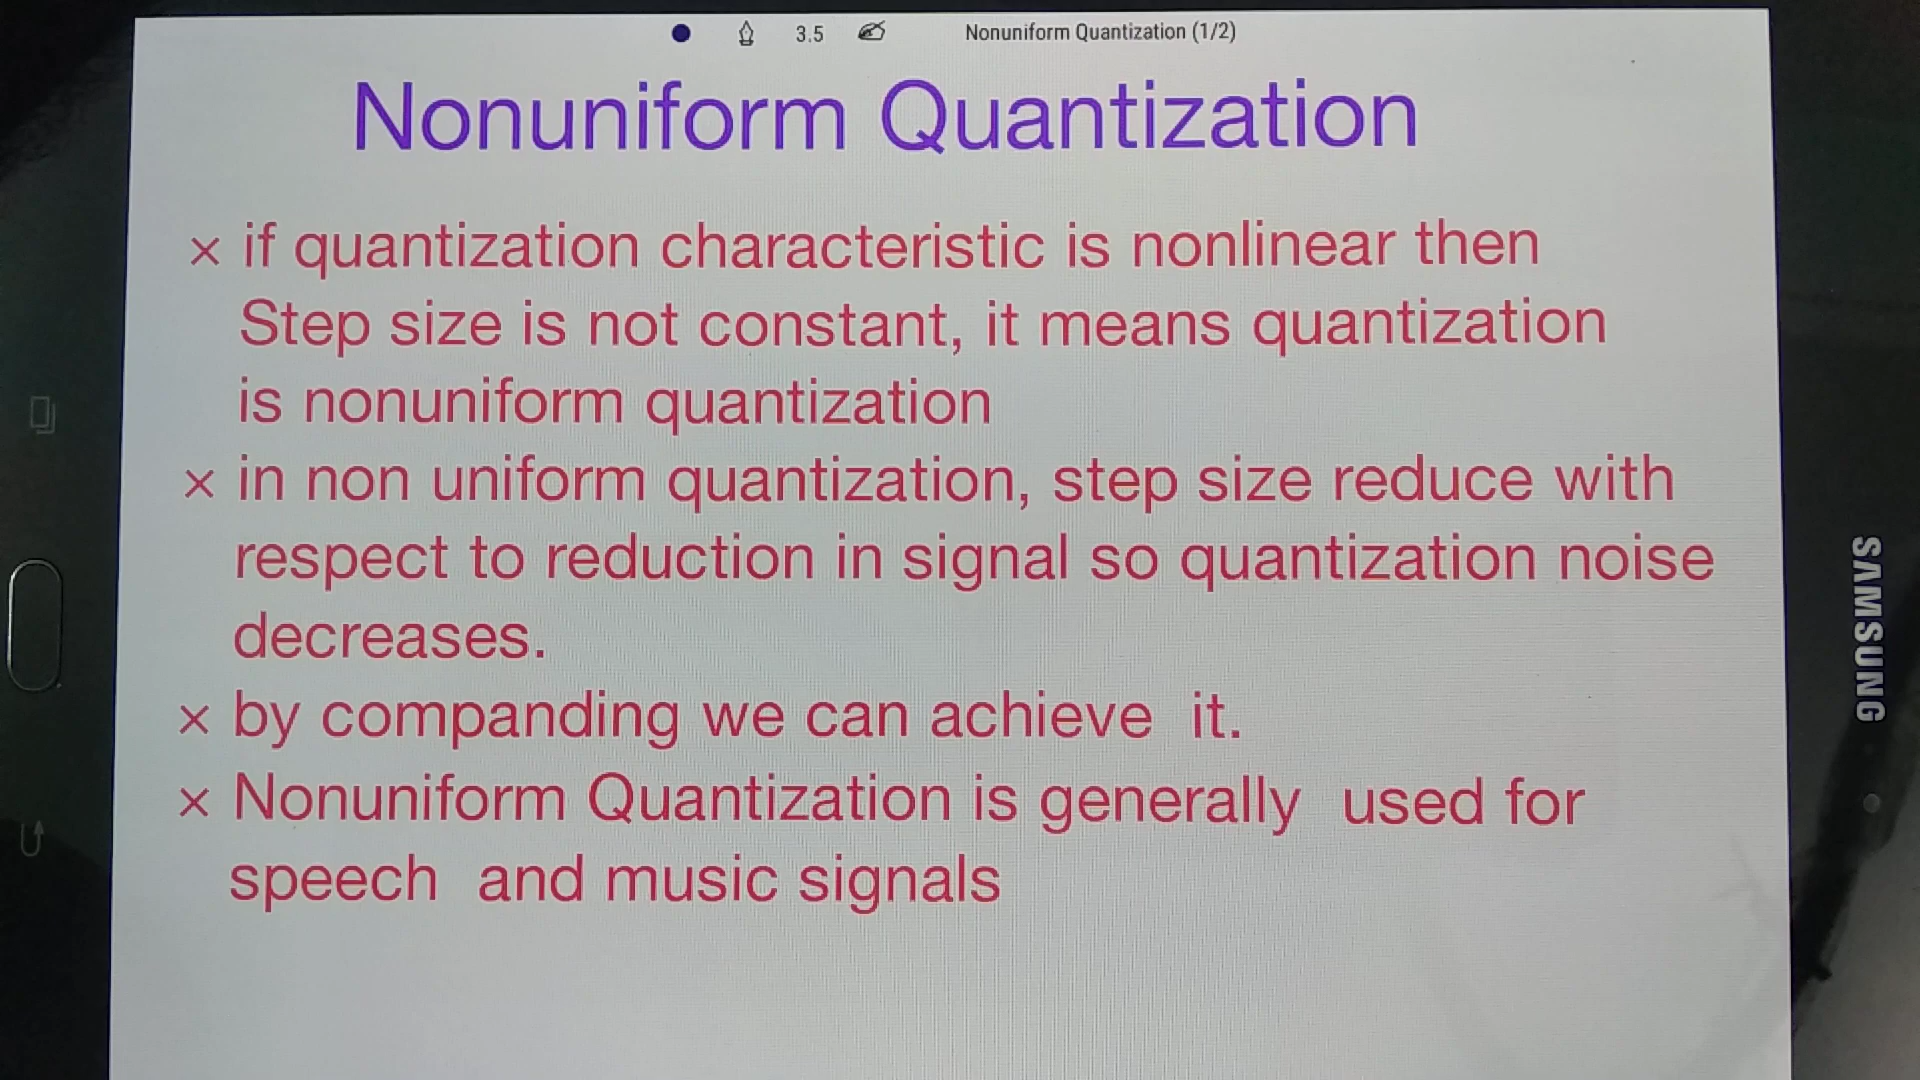 3.5 Nonuniform Quantization (1/2)
Nonuniform Quantization
× if quantization characteristic is nonlinear then
Step size is not constant, it means quantization
is nonuniform quantization
× in non uniform quantization, step size reduce with
respect to reduction in signal so quantization noise
decreases.
× by companding we can achieve it.
× Nonuniform Quantization is generally used for
speech and music signals
SAMSUNG